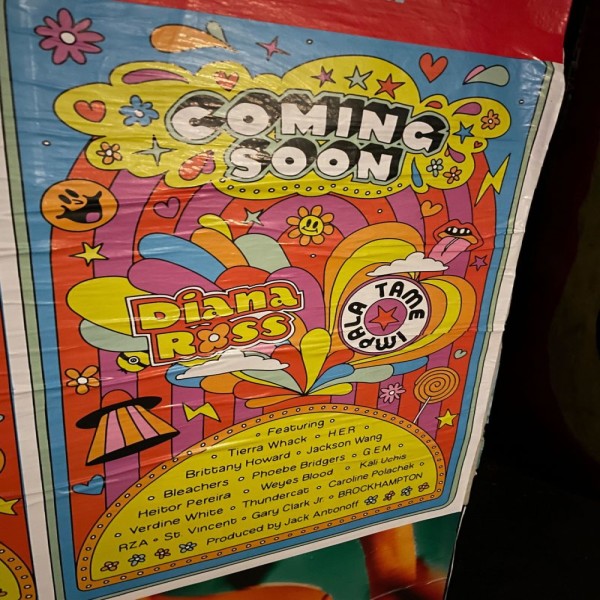 COMING
SOON
Diana
Ross
TAME
IMPALA
Featuring
Tierra Whack ∘ H.E.R.
Brittany Howard ∘ Jackson Wang
Bleachers ∘ Phoebe Bridgers ∘ G.E.M
Heitor Pereira ∘ Weyes Blood ∘ Kali Uchis
Verdine White ∘ Thundercat ∘ Caroline Polachek
RZA ∘ St. Vincent ∘ Gary Clark Jr. ∘ BROCKHAMPTON
Produced by Jack Antonoff